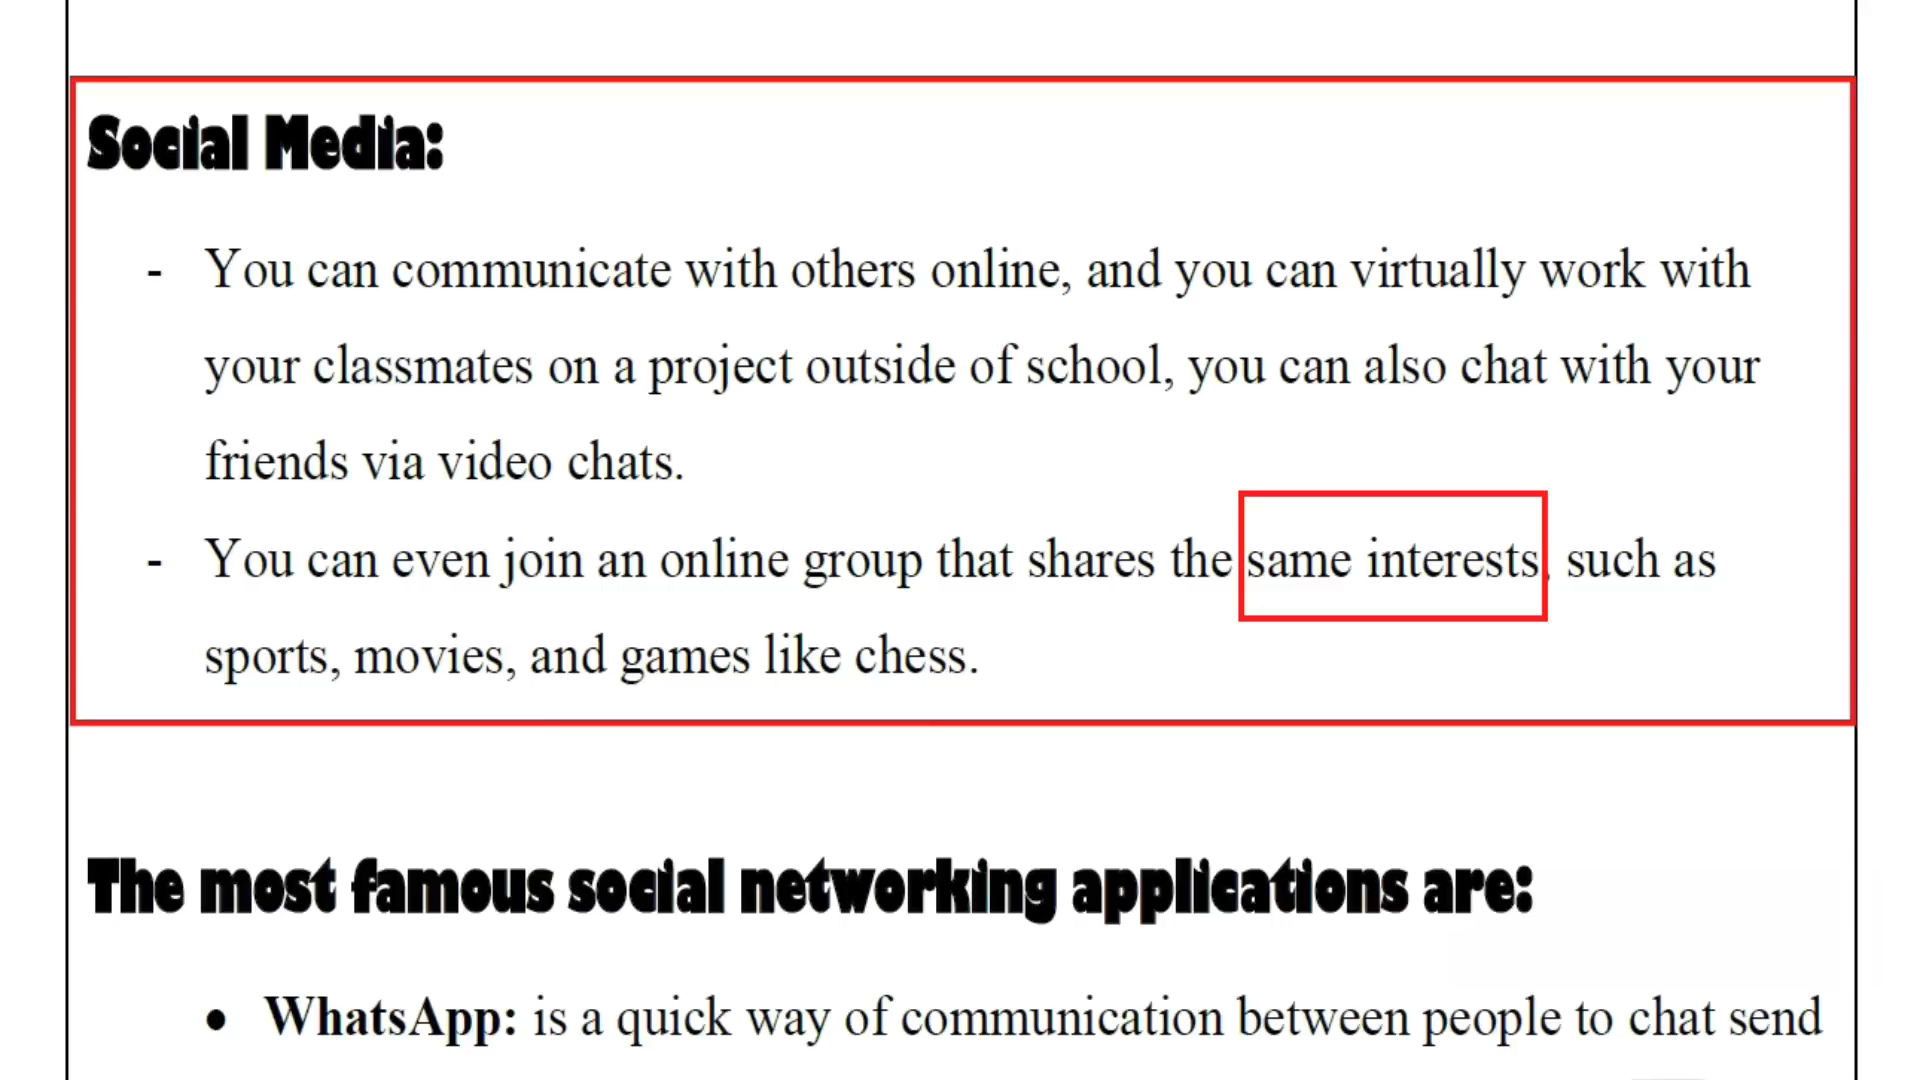 Social Media:
- You can communicate with others online, and you can virtually work with
your classmates on a project outside of school, you can also chat with your
friends via video chats.
- You can even join an online group that shares the same interests, such as
sports, movies, and games like chess.
The most famous social networking applications are:
• WhatsApp: is a quick way of communication between people to chat send